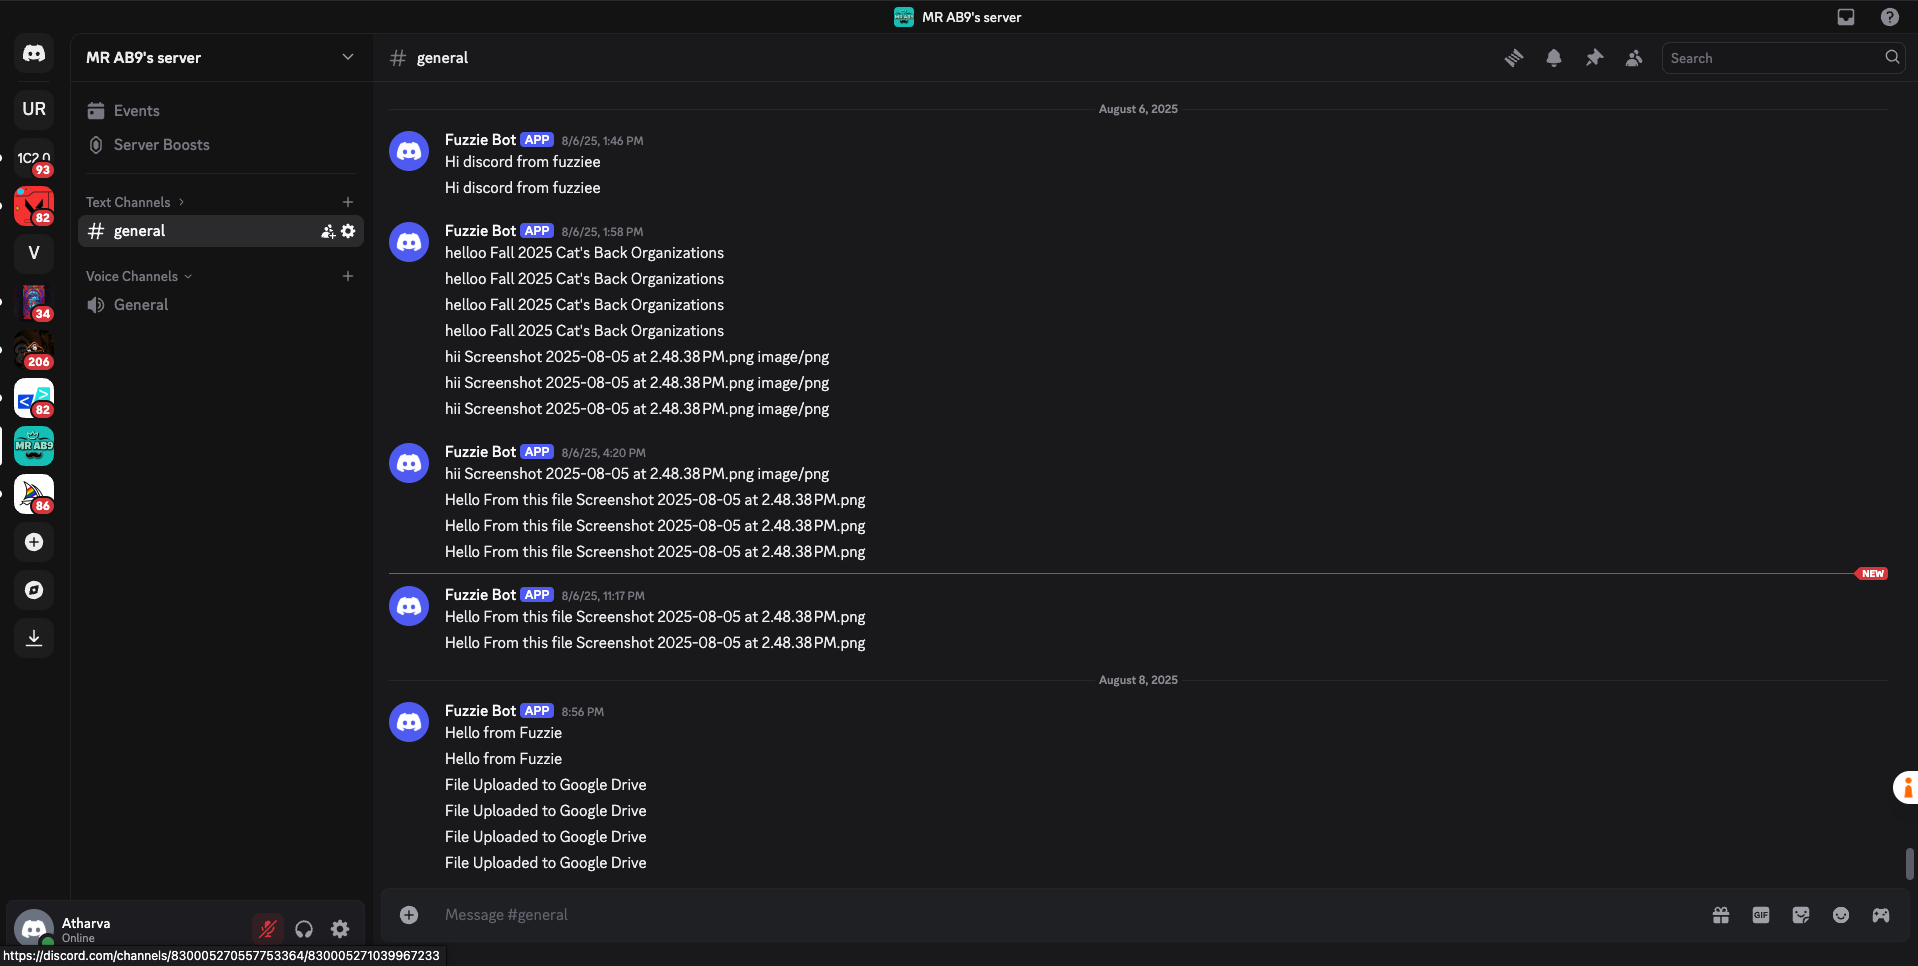 MR AB9's server
UR
1C2.0
93
82
V
34
206
82
MR AB9
86
MR AB9's server
Events
Server Boosts
Text Channels
general
Voice Channels
General
Atharva
Online
https://discord.com/channels/830005270557753364/830005271039967233
general
Search
August 6, 2025
Fuzzie Bot APP 8/6/25, 1:46 PM
Hi discord from fuzziee
Hi discord from fuzziee
Fuzzie Bot APP 8/6/25, 1:58 PM
helloo Fall 2025 Cat's Back Organizations
helloo Fall 2025 Cat's Back Organizations
helloo Fall 2025 Cat's Back Organizations
helloo Fall 2025 Cat's Back Organizations
hii Screenshot 2025-08-05 at 2.48.38 PM.png image/png
hii Screenshot 2025-08-05 at 2.48.38 PM.png image/png
hii Screenshot 2025-08-05 at 2.48.38 PM.png image/png
Fuzzie Bot APP 8/6/25, 4:20 PM
hii Screenshot 2025-08-05 at 2.48.38 PM.png image/png
Hello From this file Screenshot 2025-08-05 at 2.48.38 PM.png
Hello From this file Screenshot 2025-08-05 at 2.48.38 PM.png
Hello From this file Screenshot 2025-08-05 at 2.48.38 PM.png
NEW
Fuzzie Bot APP 8/6/25, 11:17 PM
Hello From this file Screenshot 2025-08-05 at 2.48.38 PM.png
Hello From this file Screenshot 2025-08-05 at 2.48.38 PM.png
August 8, 2025
Fuzzie Bot APP 8:56 PM
Hello from Fuzzie
Hello from Fuzzie
File Uploaded to Google Drive
File Uploaded to Google Drive
File Uploaded to Google Drive
File Uploaded to Google Drive
Message #general
GIF